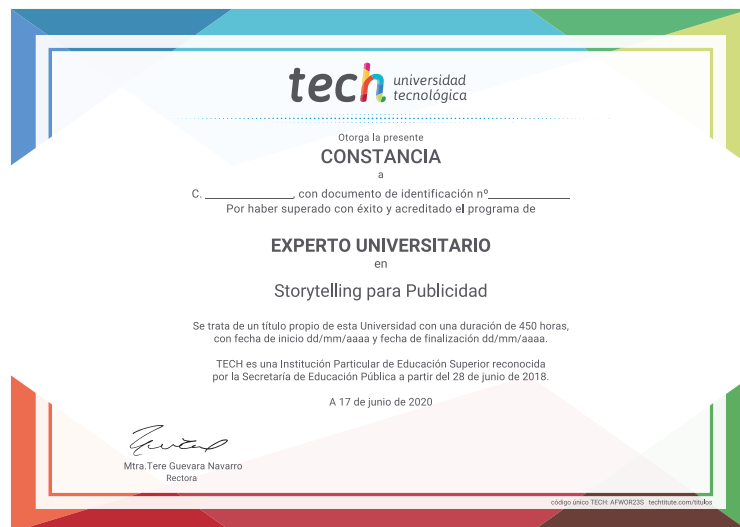 tech universidad
tecnológica
Otorga la presente
CONSTANCIA
a
C. ________________, con documento de identificación nº______________
Por haber superado con éxito y acreditado el programa de
EXPERTO UNIVERSITARIO
en
Storytelling para Publicidad
Se trata de un título propio de esta Universidad con una duración de 450 horas,
con fecha de inicio dd/mm/aaaa y fecha de finalización dd/mm/aaaa.
TECH es una Institución Particular de Educación Superior reconocida
por la Secretaría de Educación Pública a partir del 28 de junio de 2018.
A 17 de junio de 2020
Mtra.Tere Guevara Navarro
Rectora
código único TECH: AFWOR23S techtitute.com/titulos